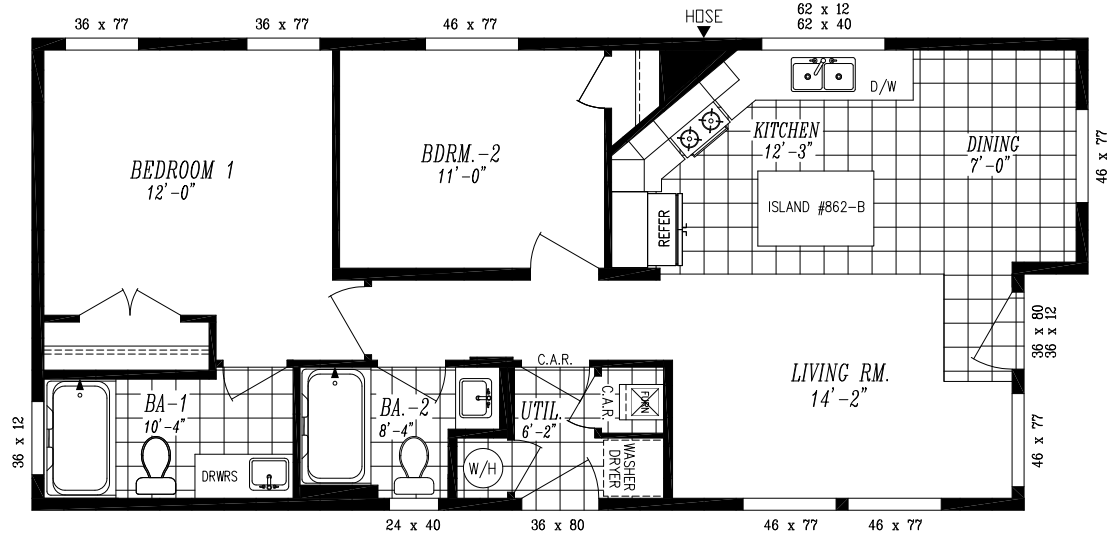 36 x 77
36 x 77
46 x 77
HOSE
62 x 12
62 x 40
D/W
KITCHEN
12'-3"
DINING
7'-0"
46 x 77
BEDROOM 1
12'-0"
BDRM.-2
11'-0"
ISLAND #862-B
REFER
36 x 80
36 x 12
C.A.R.
LIVING RM.
14'-2"
BA-1
10'-4"
BA.-2
8'-4"
UTIL.
6'-2"
C.A.R.
FURN
36 x 12
DRWRS
W/H
WASHER
DRYER
46 x 77
24 x 40
36 x 80
46 x 77
46 x 77